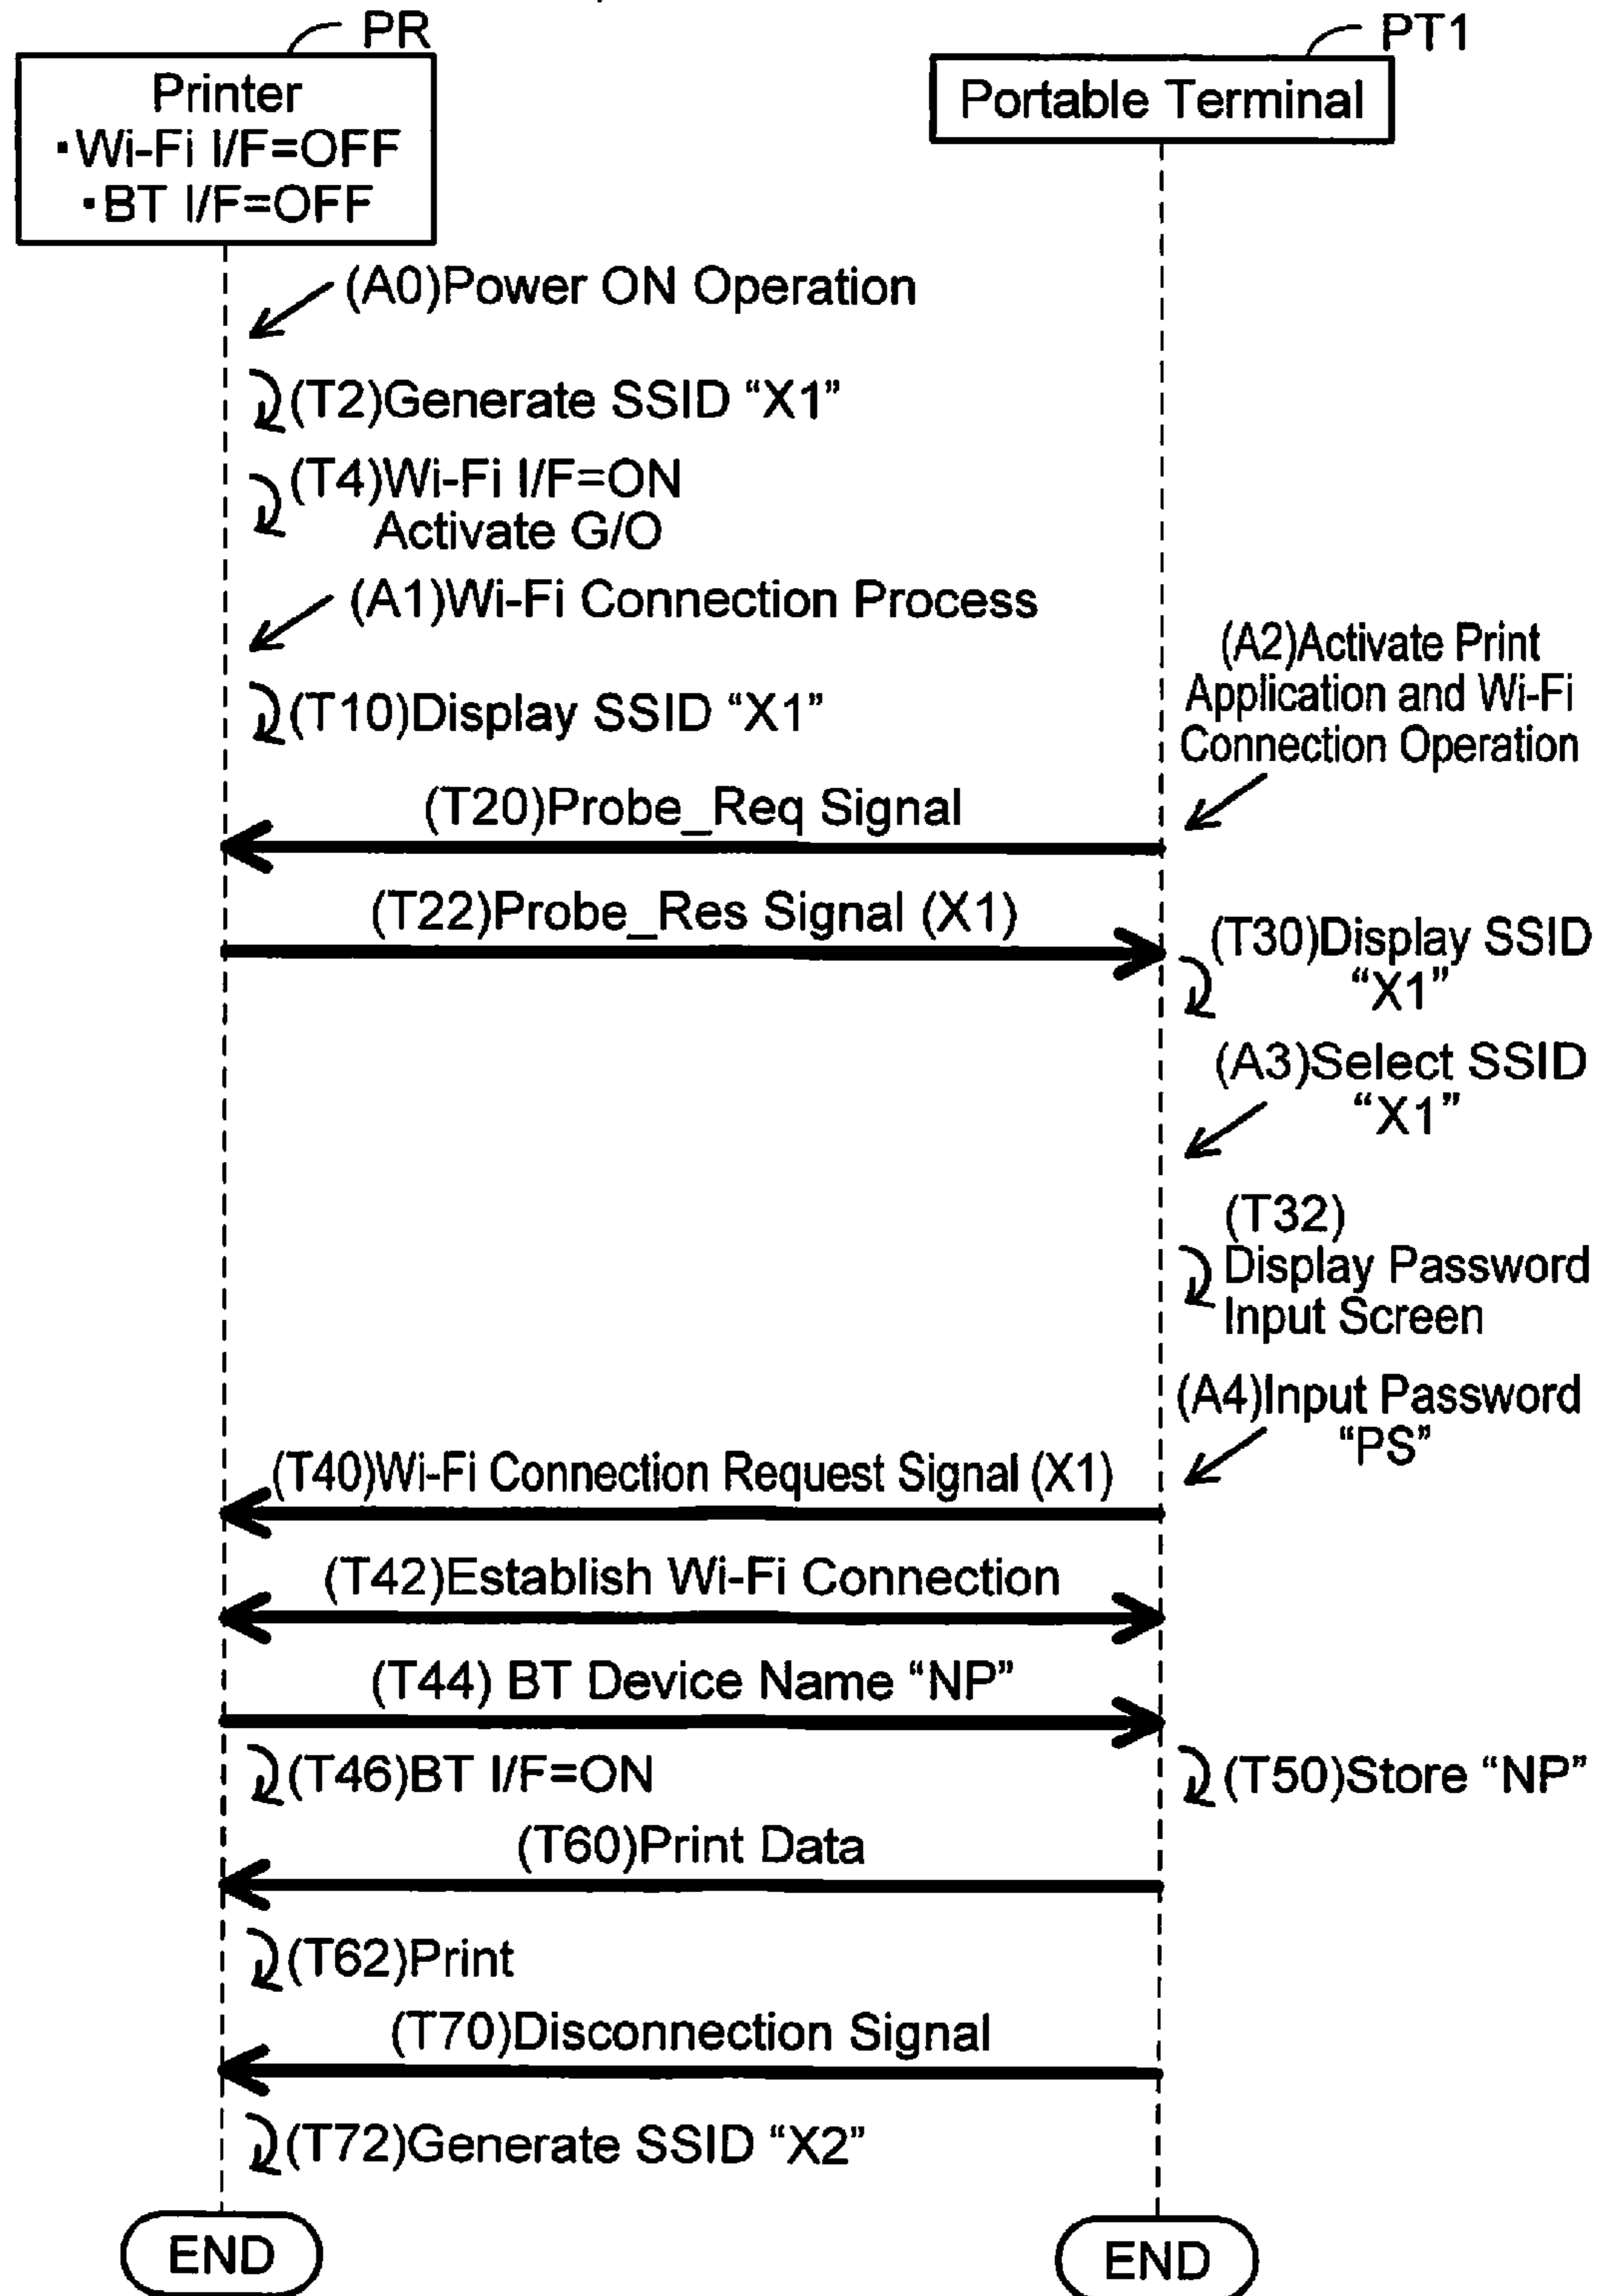 PR
PT1
Printer
·Wi-Fi I/F=OFF
·BT I/F=OFF
Portable Terminal
(A0)Power ON Operation
(T2)Generate SSID “X1”
(T4)Wi-Fi I/F=ON
Activate G/O
(A1)Wi-Fi Connection Process
(A2)Activate Print
Application and Wi-Fi
Connection Operation
(T10)Display SSID “X1”
(T20)Probe_Req Signal
(T22)Probe_Res Signal (X1)
(T30)Display SSID
“X1”
(A3)Select SSID
“X1”
(T32)
Display Password
Input Screen
(A4)Input Password
“PS”
(T40)Wi-Fi Connection Request Signal (X1)
(T42)Establish Wi-Fi Connection
(T44) BT Device Name “NP”
(T46)BT I/F=ON
(T50)Store “NP”
(T60)Print Data
(T62)Print
(T70)Disconnection Signal
(T72)Generate SSID “X2”
END
END